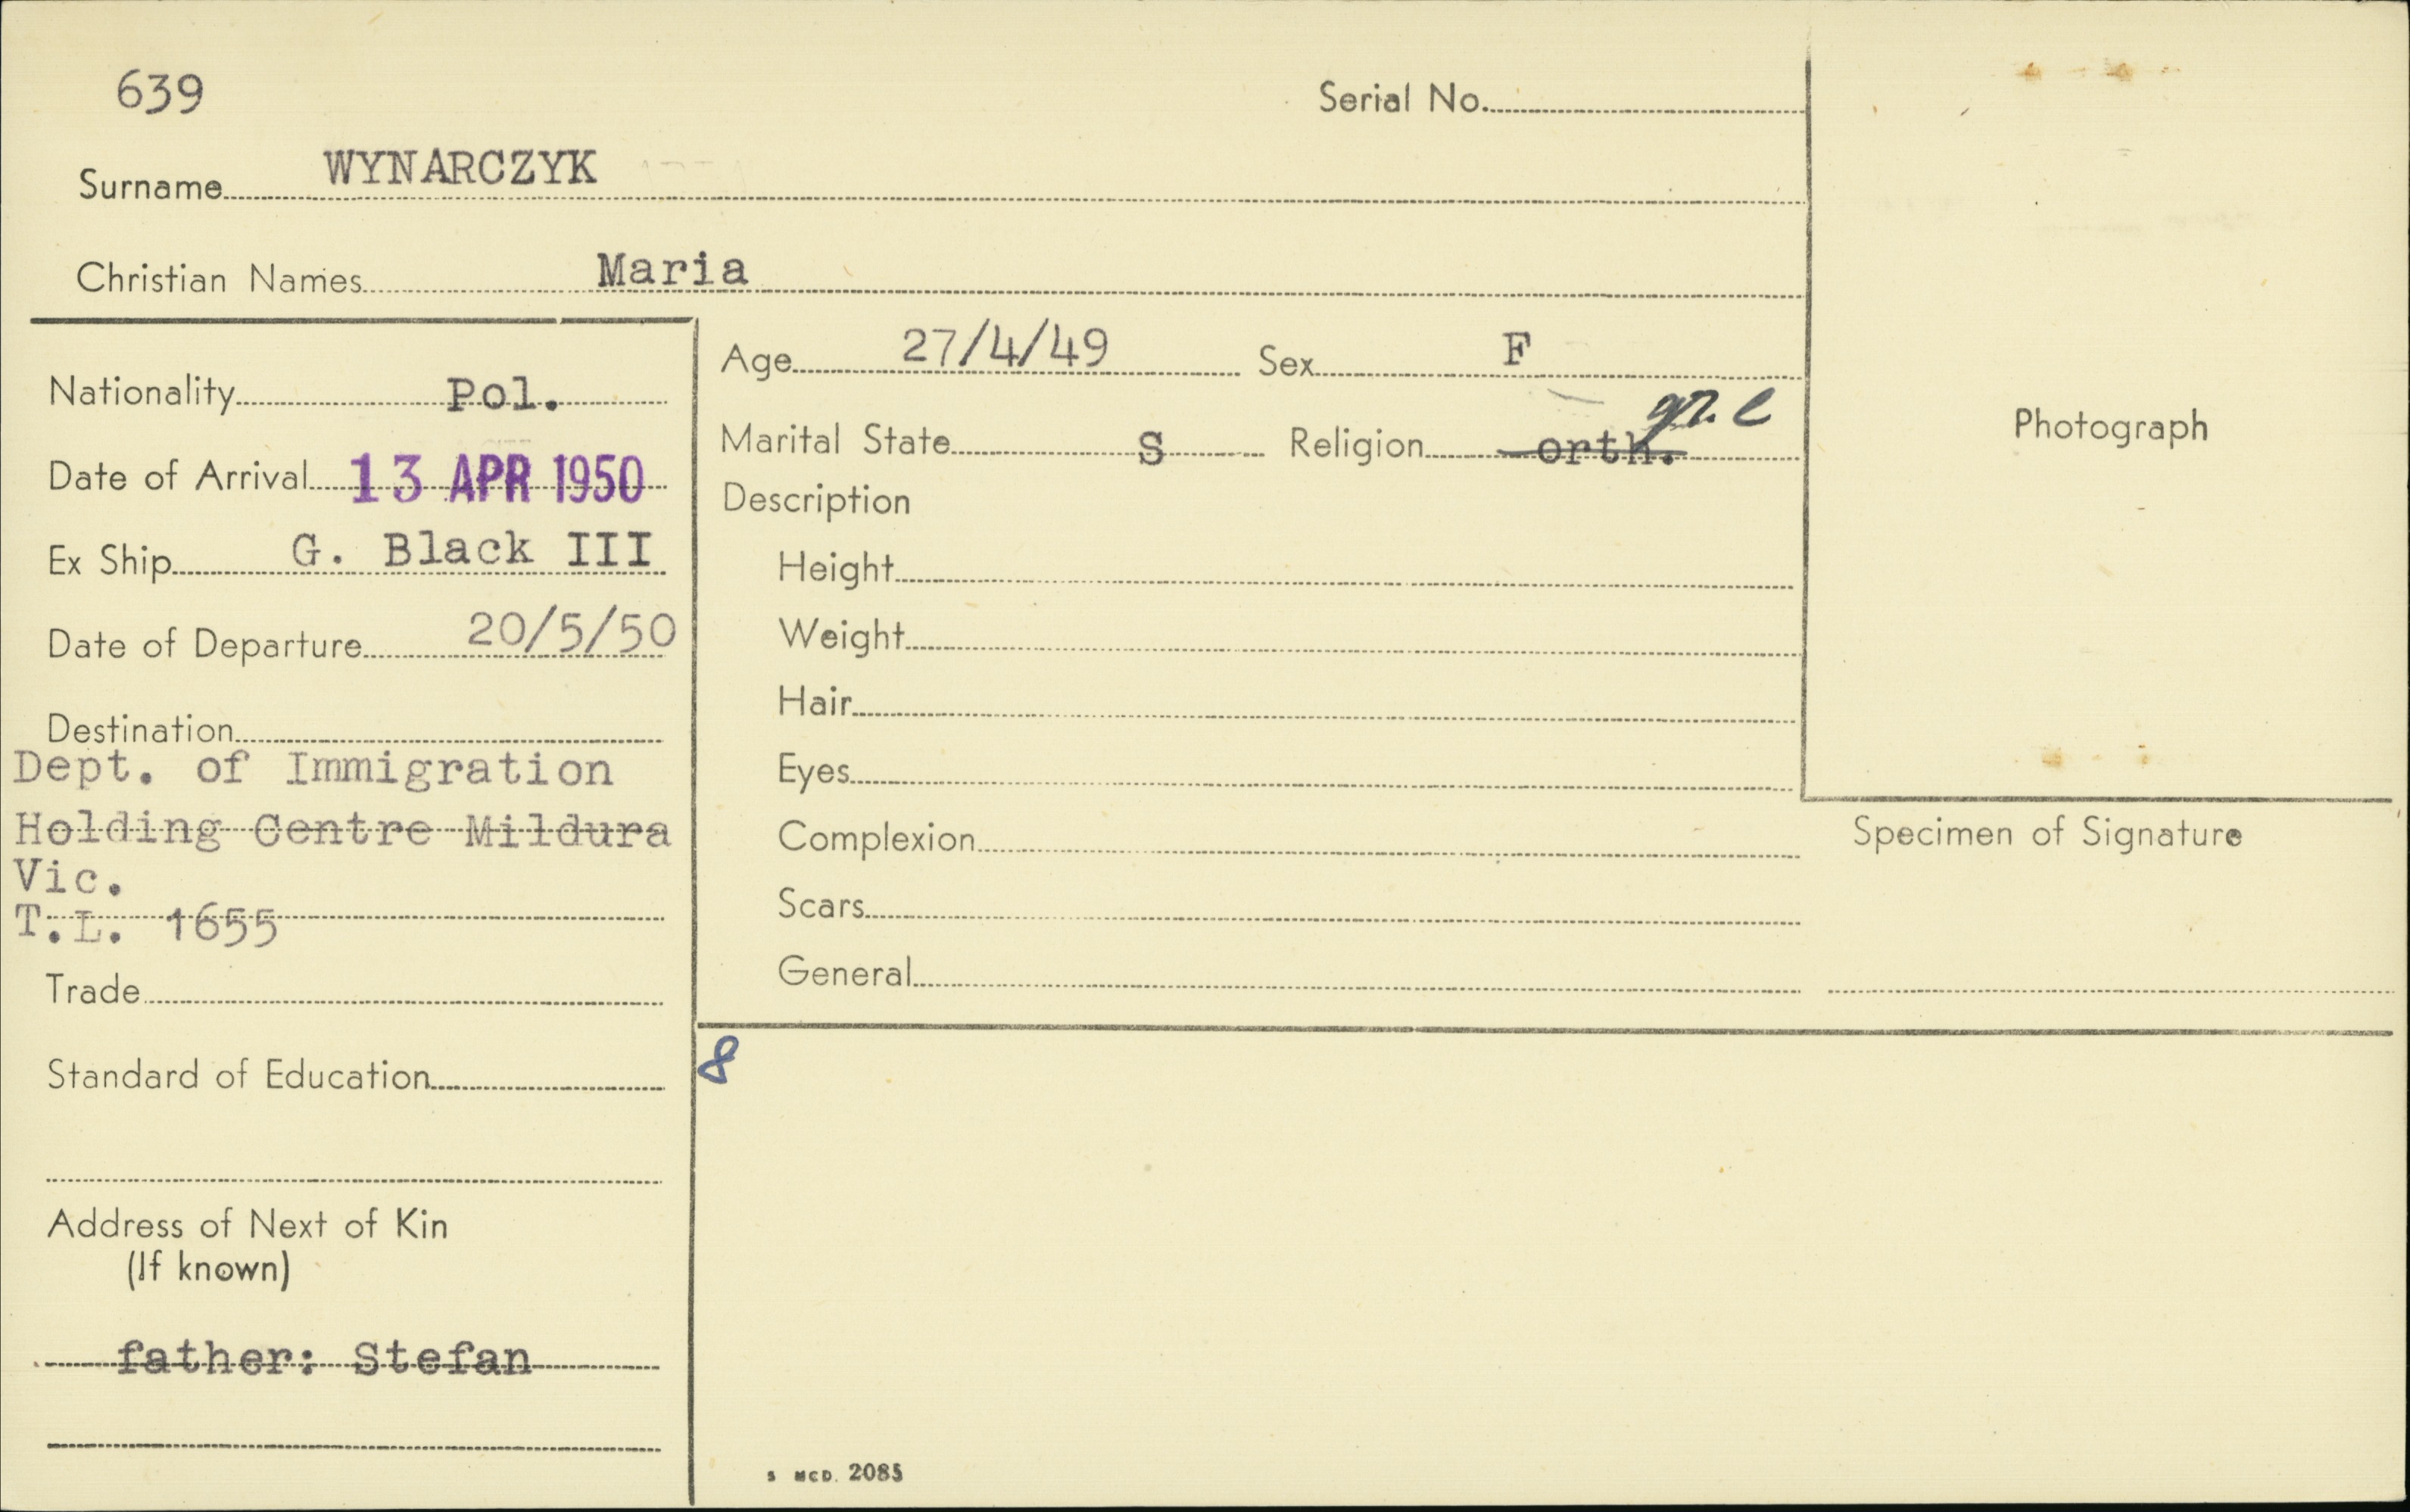 639
Serial No.
Surname WYNARCZYK
Christian Names Maria
Nationality Pol.
Date of Arrival 13 APR 1950
Ex Ship G. Black III
Date of Departure 20/5/50
Destination
Dept. of Immigration
Holding Centre Mildura
Vic.
T.L. 1655
Trade
Standard of Education
Address of Next of Kin
(If known)
father: Stefan
Age 27/4/49 Sex F
gr. c
Marital State S Religion orth.
Description
Height
Weight
Hair
Eyes
Complexion
Scars
General
8
S MCD. 2085
Photograph
Specimen of Signature